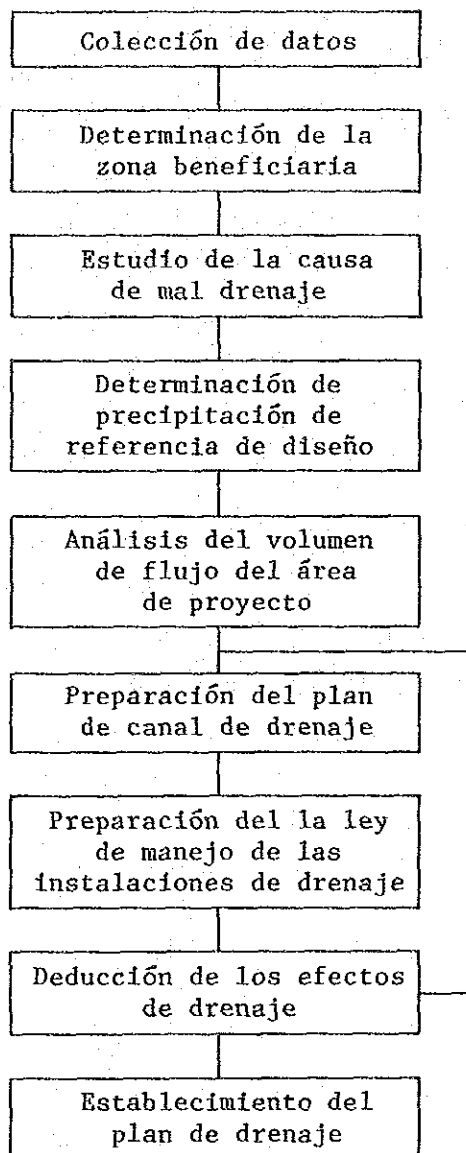 Colección de datos
Determinación de la
zona beneficiaria
Estudio de la causa
de mal drenaje
Determinación de
precipitación de
referencia de diseño
Análisis del volumen
de flujo del área
de proyecto
Preparación del plan
de canal de drenaje
Preparación del la ley
de manejo de las
instalaciones de drenaje
Deducción de los efectos
de drenaje
Establecimiento del
plan de drenaje